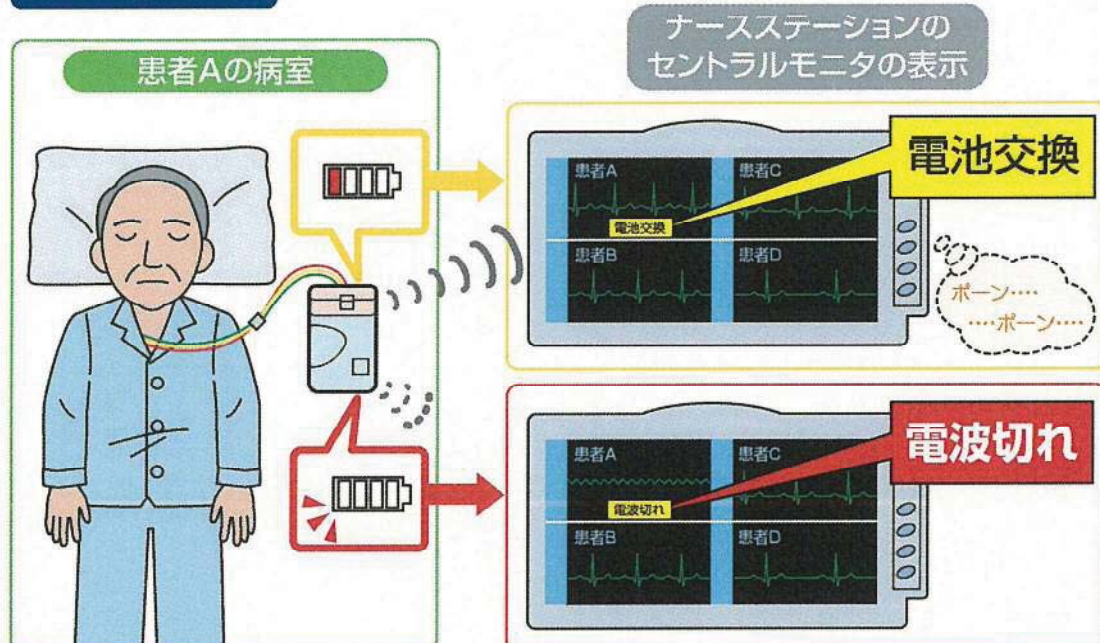 患者Aの病室
ナースステーションの
セントラルモニタの表示
患者A
患者C
電池交換
患者B
患者D
電池交換
ポーン‥‥
‥‥ポーン‥‥
患者A
患者C
電波切れ
患者B
患者D
電波切れ